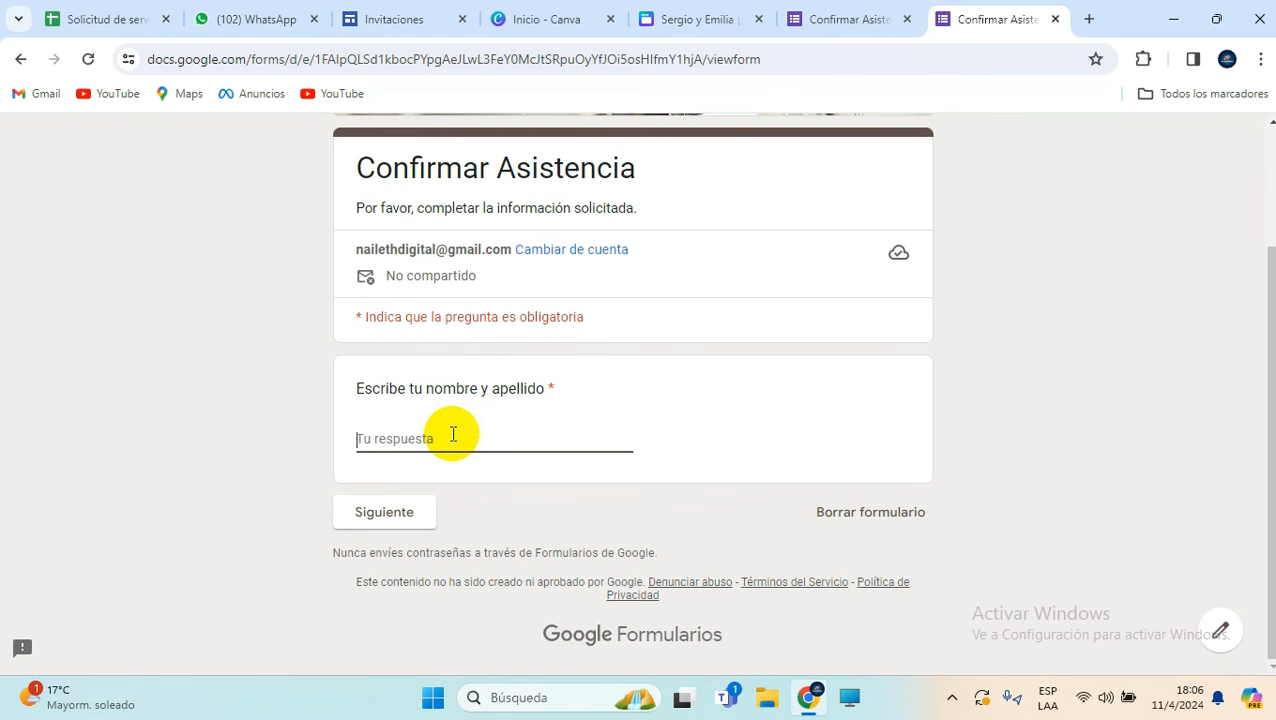 Solicitud de serv
(102) WhatsApp
Invitaciones
Inicio - Canva
Sergio y Emilia
Confirmar Asiste
Confirmar Asiste
docs.google.com/forms/d/e/1FAIpQLSd1kbocPYpgAeJLwL3FeY0McJtSRpuOyYfJOi5osHIfmY1hjA/viewform
Gmail
YouTube
Maps
Anuncios
YouTube
Todos los marcadores
Confirmar Asistencia
Por favor, completar la información solicitada.
nailethdigital@gmail.com Cambiar de cuenta
No compartido
* Indica que la pregunta es obligatoria
Escribe tu nombre y apellido *
Tu respuesta
Siguiente
Borrar formulario
Nunca envíes contraseñas a través de Formularios de Google.
Este contenido no ha sido creado ni aprobado por Google. Denunciar abuso - Términos del Servicio - Política de
Privacidad
Google Formularios
Activar Windows
Ve a Configuración para activar Windows.
1
17°C
Mayorm. soleado
Búsqueda
1
ESP
LAA
18:06
11/4/2024
PRE